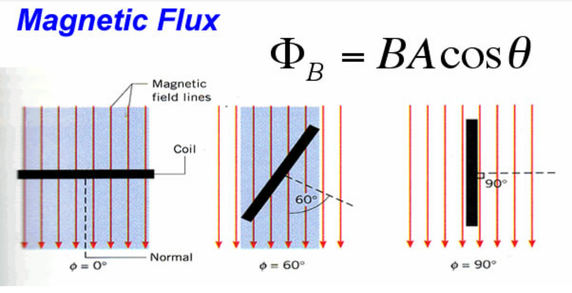 Magnetic Flux
Φ_B = BA cos θ
Magnetic
field lines
Coil
Normal
60°
90°
ϕ = 0°
ϕ = 60°
ϕ = 90°